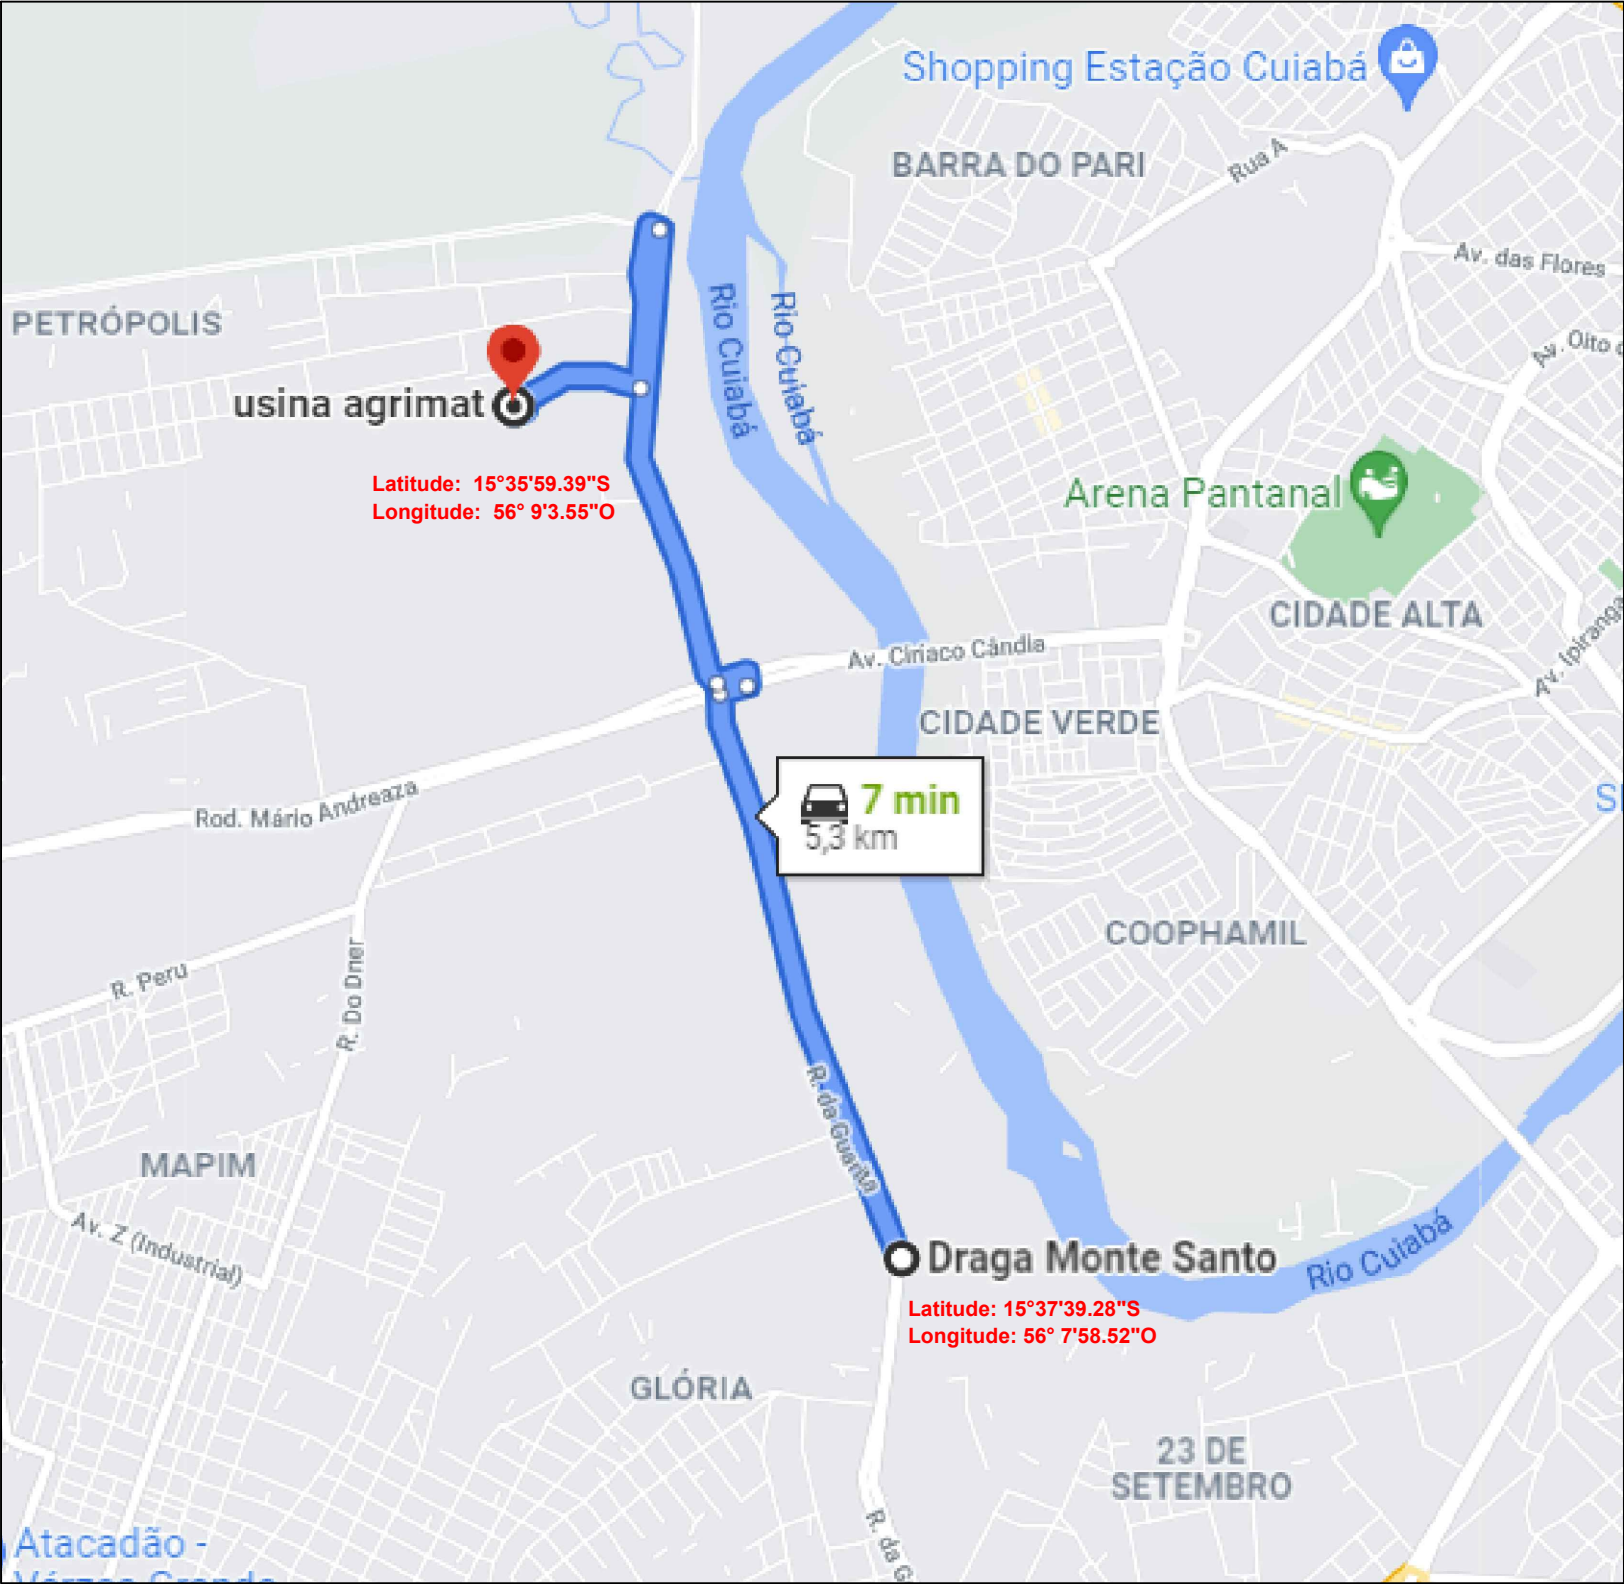 Shopping Estação Cuiabá
BARRA DO PARI
Rua A
Av. das Flores
PETRÓPOLIS
Rio Cuiabá
Rio Cuiabá
Av. Oito
usina agrimat
Latitude: 15°35'59.39"S
Longitude: 56° 9'3.55"O
Arena Pantanal
CIDADE ALTA
Av. Ipiranga
Av. Ciríaco Cândia
CIDADE VERDE
7 min
5,3 km
Rod. Mário Andreaza
COOPHAMIL
R. Peru
R. Do Dner
R. da Guarita
MAPIM
Av. Z (Industrial)
Draga Monte Santo
Rio Cuiabá
Latitude: 15°37'39.28"S
Longitude: 56° 7'58.52"O
GLÓRIA
23 DE
SETEMBRO
R. da G
Atacadão -
Várzea Grande